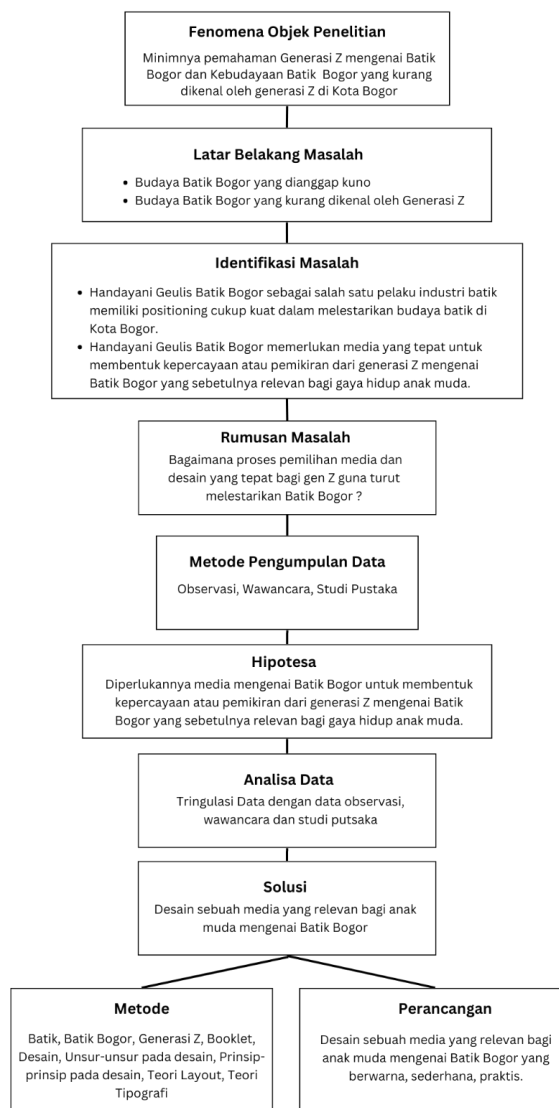 Fenomena Objek Penelitian
Minimnya pemahaman Generasi Z mengenai Batik
Bogor dan Kebudayaan Batik Bogor yang kurang
dikenal oleh generasi Z di Kota Bogor
Latar Belakang Masalah
• Budaya Batik Bogor yang dianggap kuno
• Budaya Batik Bogor yang kurang dikenal oleh Generasi Z
Identifikasi Masalah
• Handayani Geulis Batik Bogor sebagai salah satu pelaku industri batik
memiliki positioning cukup kuat dalam melestarikan budaya batik di
Kota Bogor.
• Handayani Geulis Batik Bogor memerlukan media yang tepat untuk
membentuk kepercayaan atau pemikiran dari generasi Z mengenai
Batik Bogor yang sebetulnya relevan bagi gaya hidup anak muda.
Rumusan Masalah
Bagaimana proses pemilihan media dan
desain yang tepat bagi gen Z guna turut
melestarikan Batik Bogor ?
Metode Pengumpulan Data
Observasi, Wawancara, Studi Pustaka
Hipotesa
Diperlukannya media mengenai Batik Bogor untuk membentuk
kepercayaan atau pemikiran dari generasi Z mengenai Batik
Bogor yang sebetulnya relevan bagi gaya hidup anak muda.
Analisa Data
Tringulasi Data dengan data observasi,
wawancara dan studi putsaka
Solusi
Desain sebuah media yang relevan bagi anak
muda mengenai Batik Bogor
Metode
Batik, Batik Bogor, Generasi Z, Booklet,
Desain, Unsur-unsur pada desain, Prinsip-
prinsip pada desain, Teori Layout, Teori
Tipografi
Perancangan
Desain sebuah media yang relevan bagi
anak muda mengenai Batik Bogor yang
berwarna, sederhana, praktis.